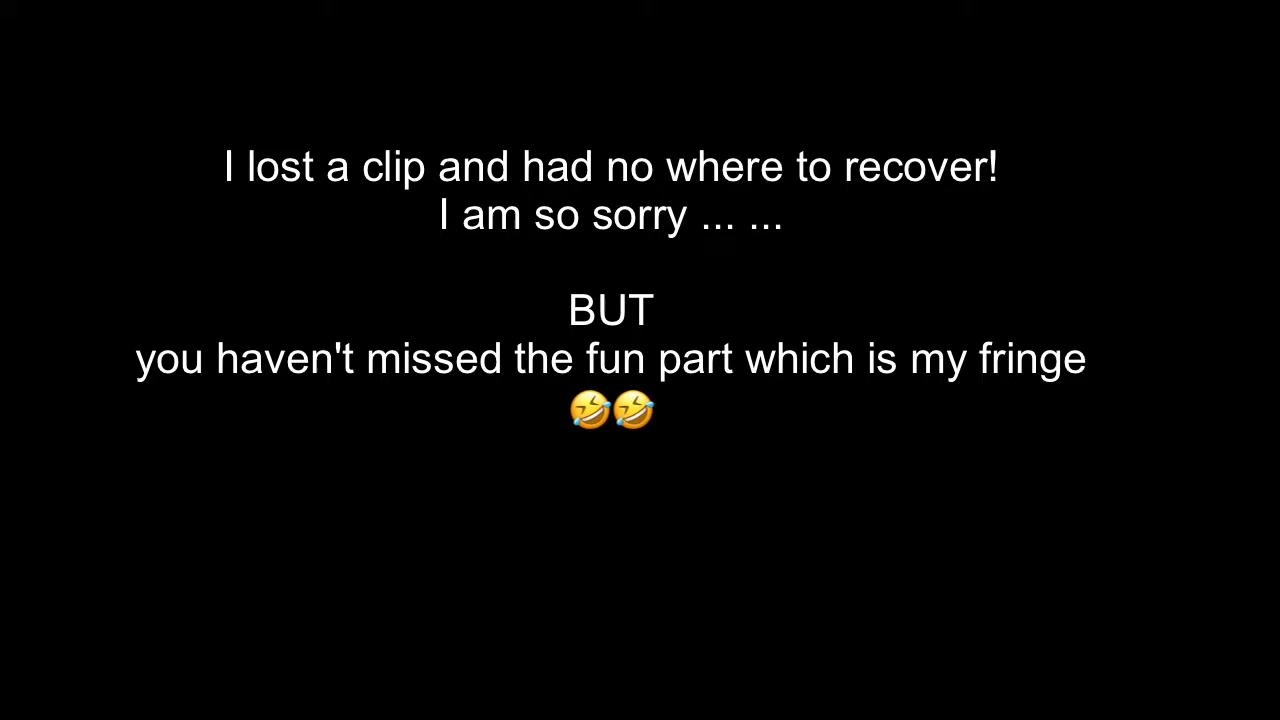 I lost a clip and had no where to recover!
I am so sorry ... ...
BUT
you haven't missed the fun part which is my fringe
🤣🤣